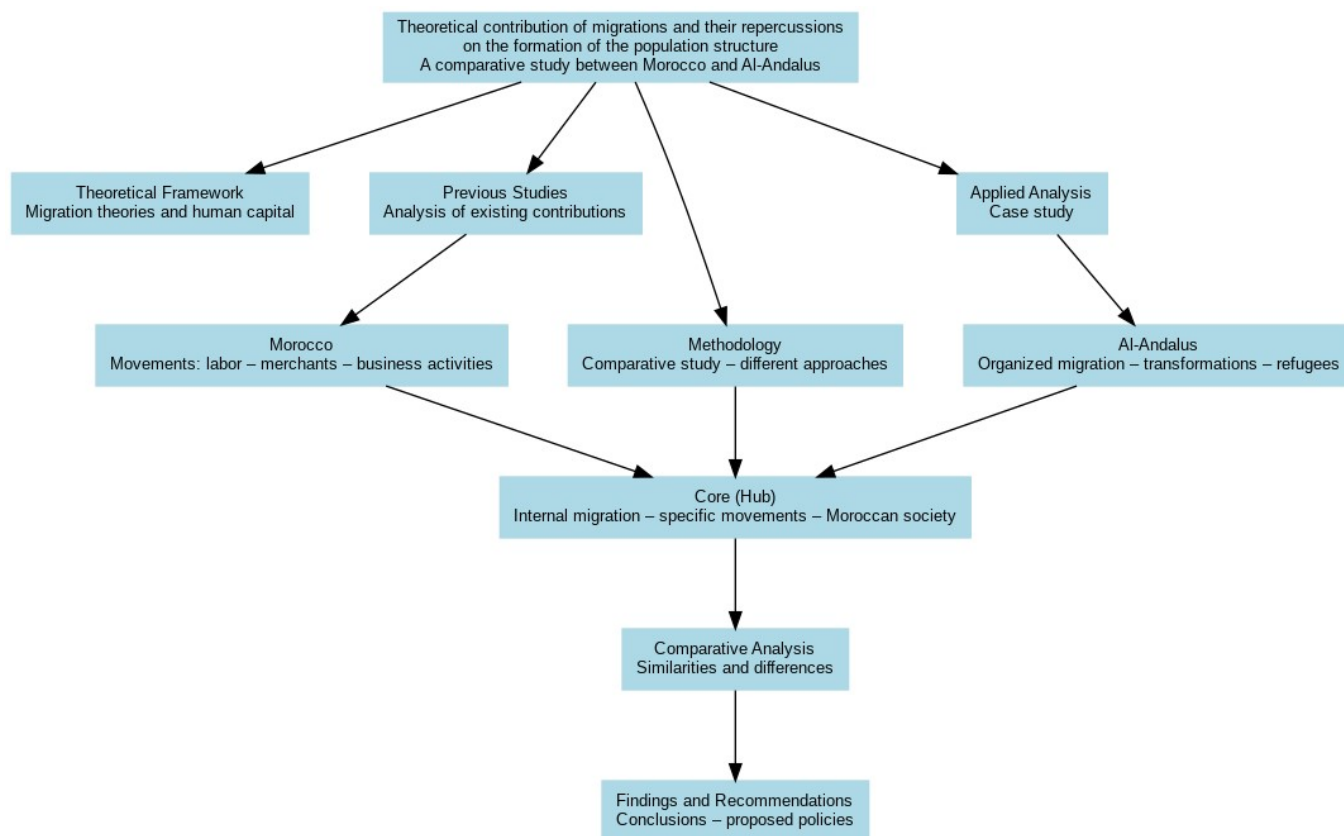 Theoretical contribution of migrations and their repercussions
on the formation of the population structure
A comparative study between Morocco and Al-Andalus
Theoretical Framework
Migration theories and human capital
Previous Studies
Analysis of existing contributions
Applied Analysis
Case study
Morocco
Movements: labor – merchants – business activities
Methodology
Comparative study – different approaches
Al-Andalus
Organized migration – transformations – refugees
Core (Hub)
Internal migration – specific movements – Moroccan society
Comparative Analysis
Similarities and differences
Findings and Recommendations
Conclusions – proposed policies